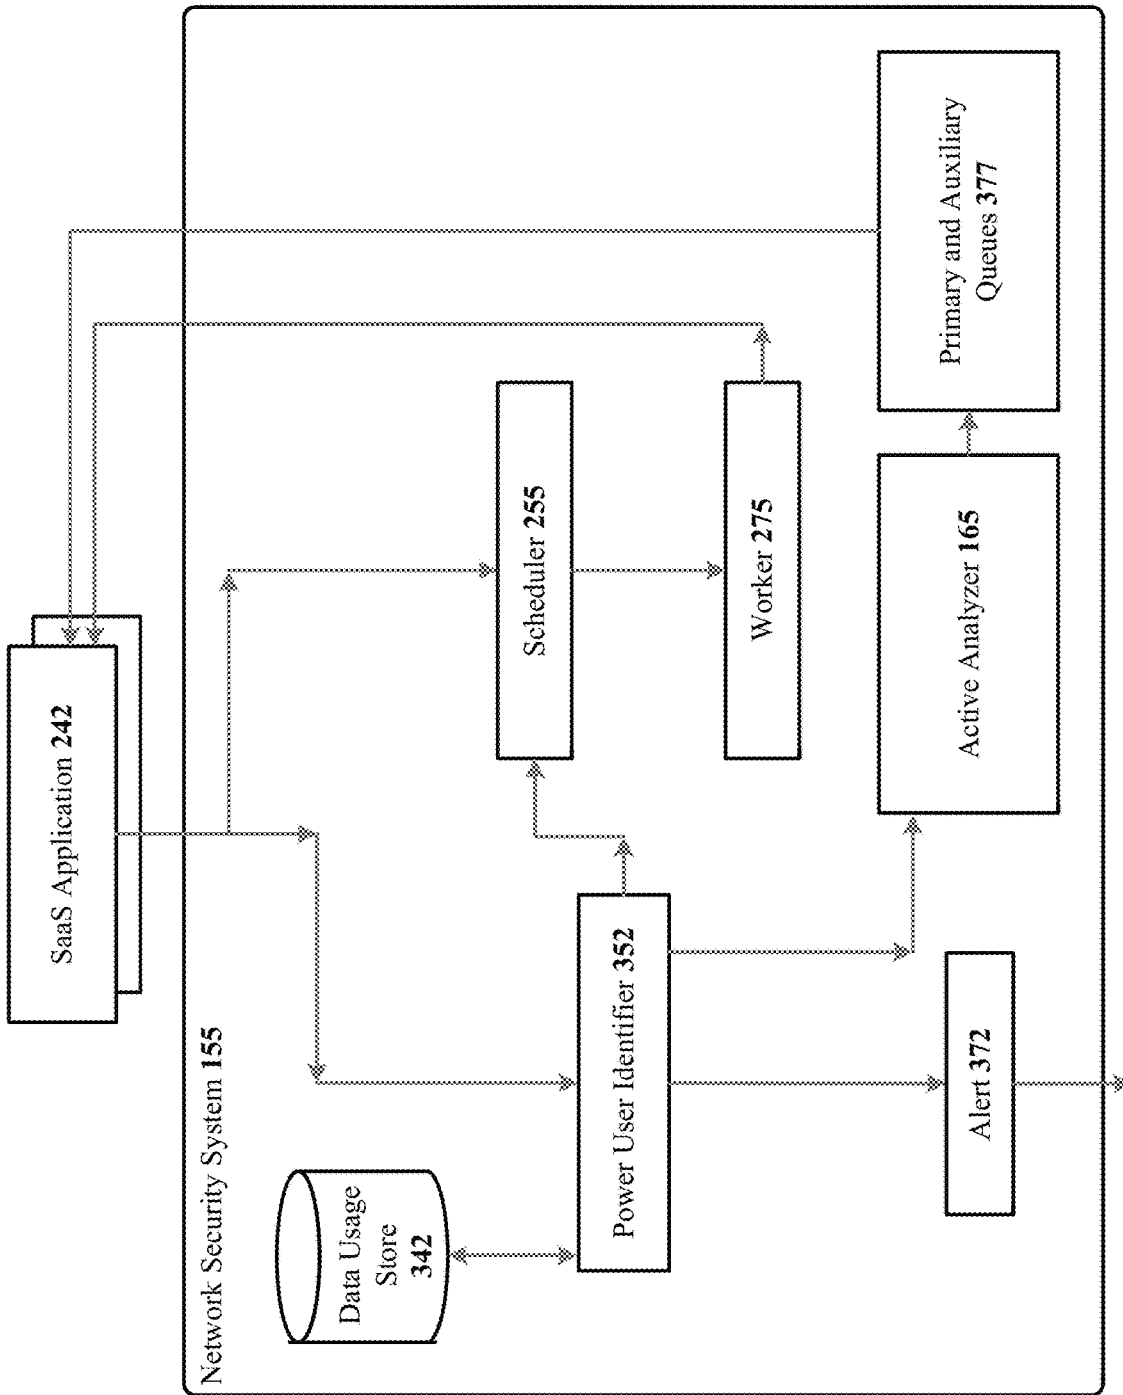 SaaS Application 242
Network Security System 155
Data Usage
Store
342
Power User Identifier 352
Scheduler 255
Worker 275
Alert 372
Active Analyzer 165
Primary and Auxiliary
Queues 377